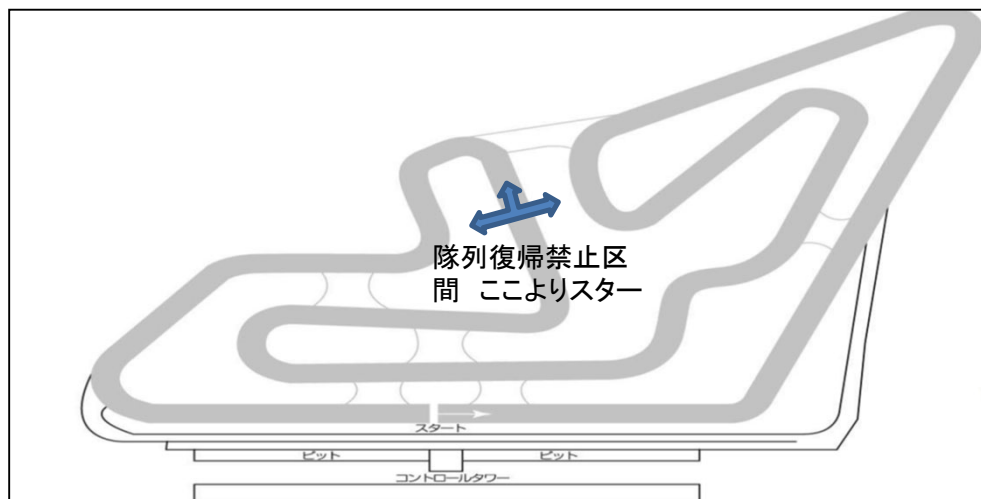 隊列復帰禁止区
間　ここよりスター
スタート
ピット
ピット
コントロールタワー